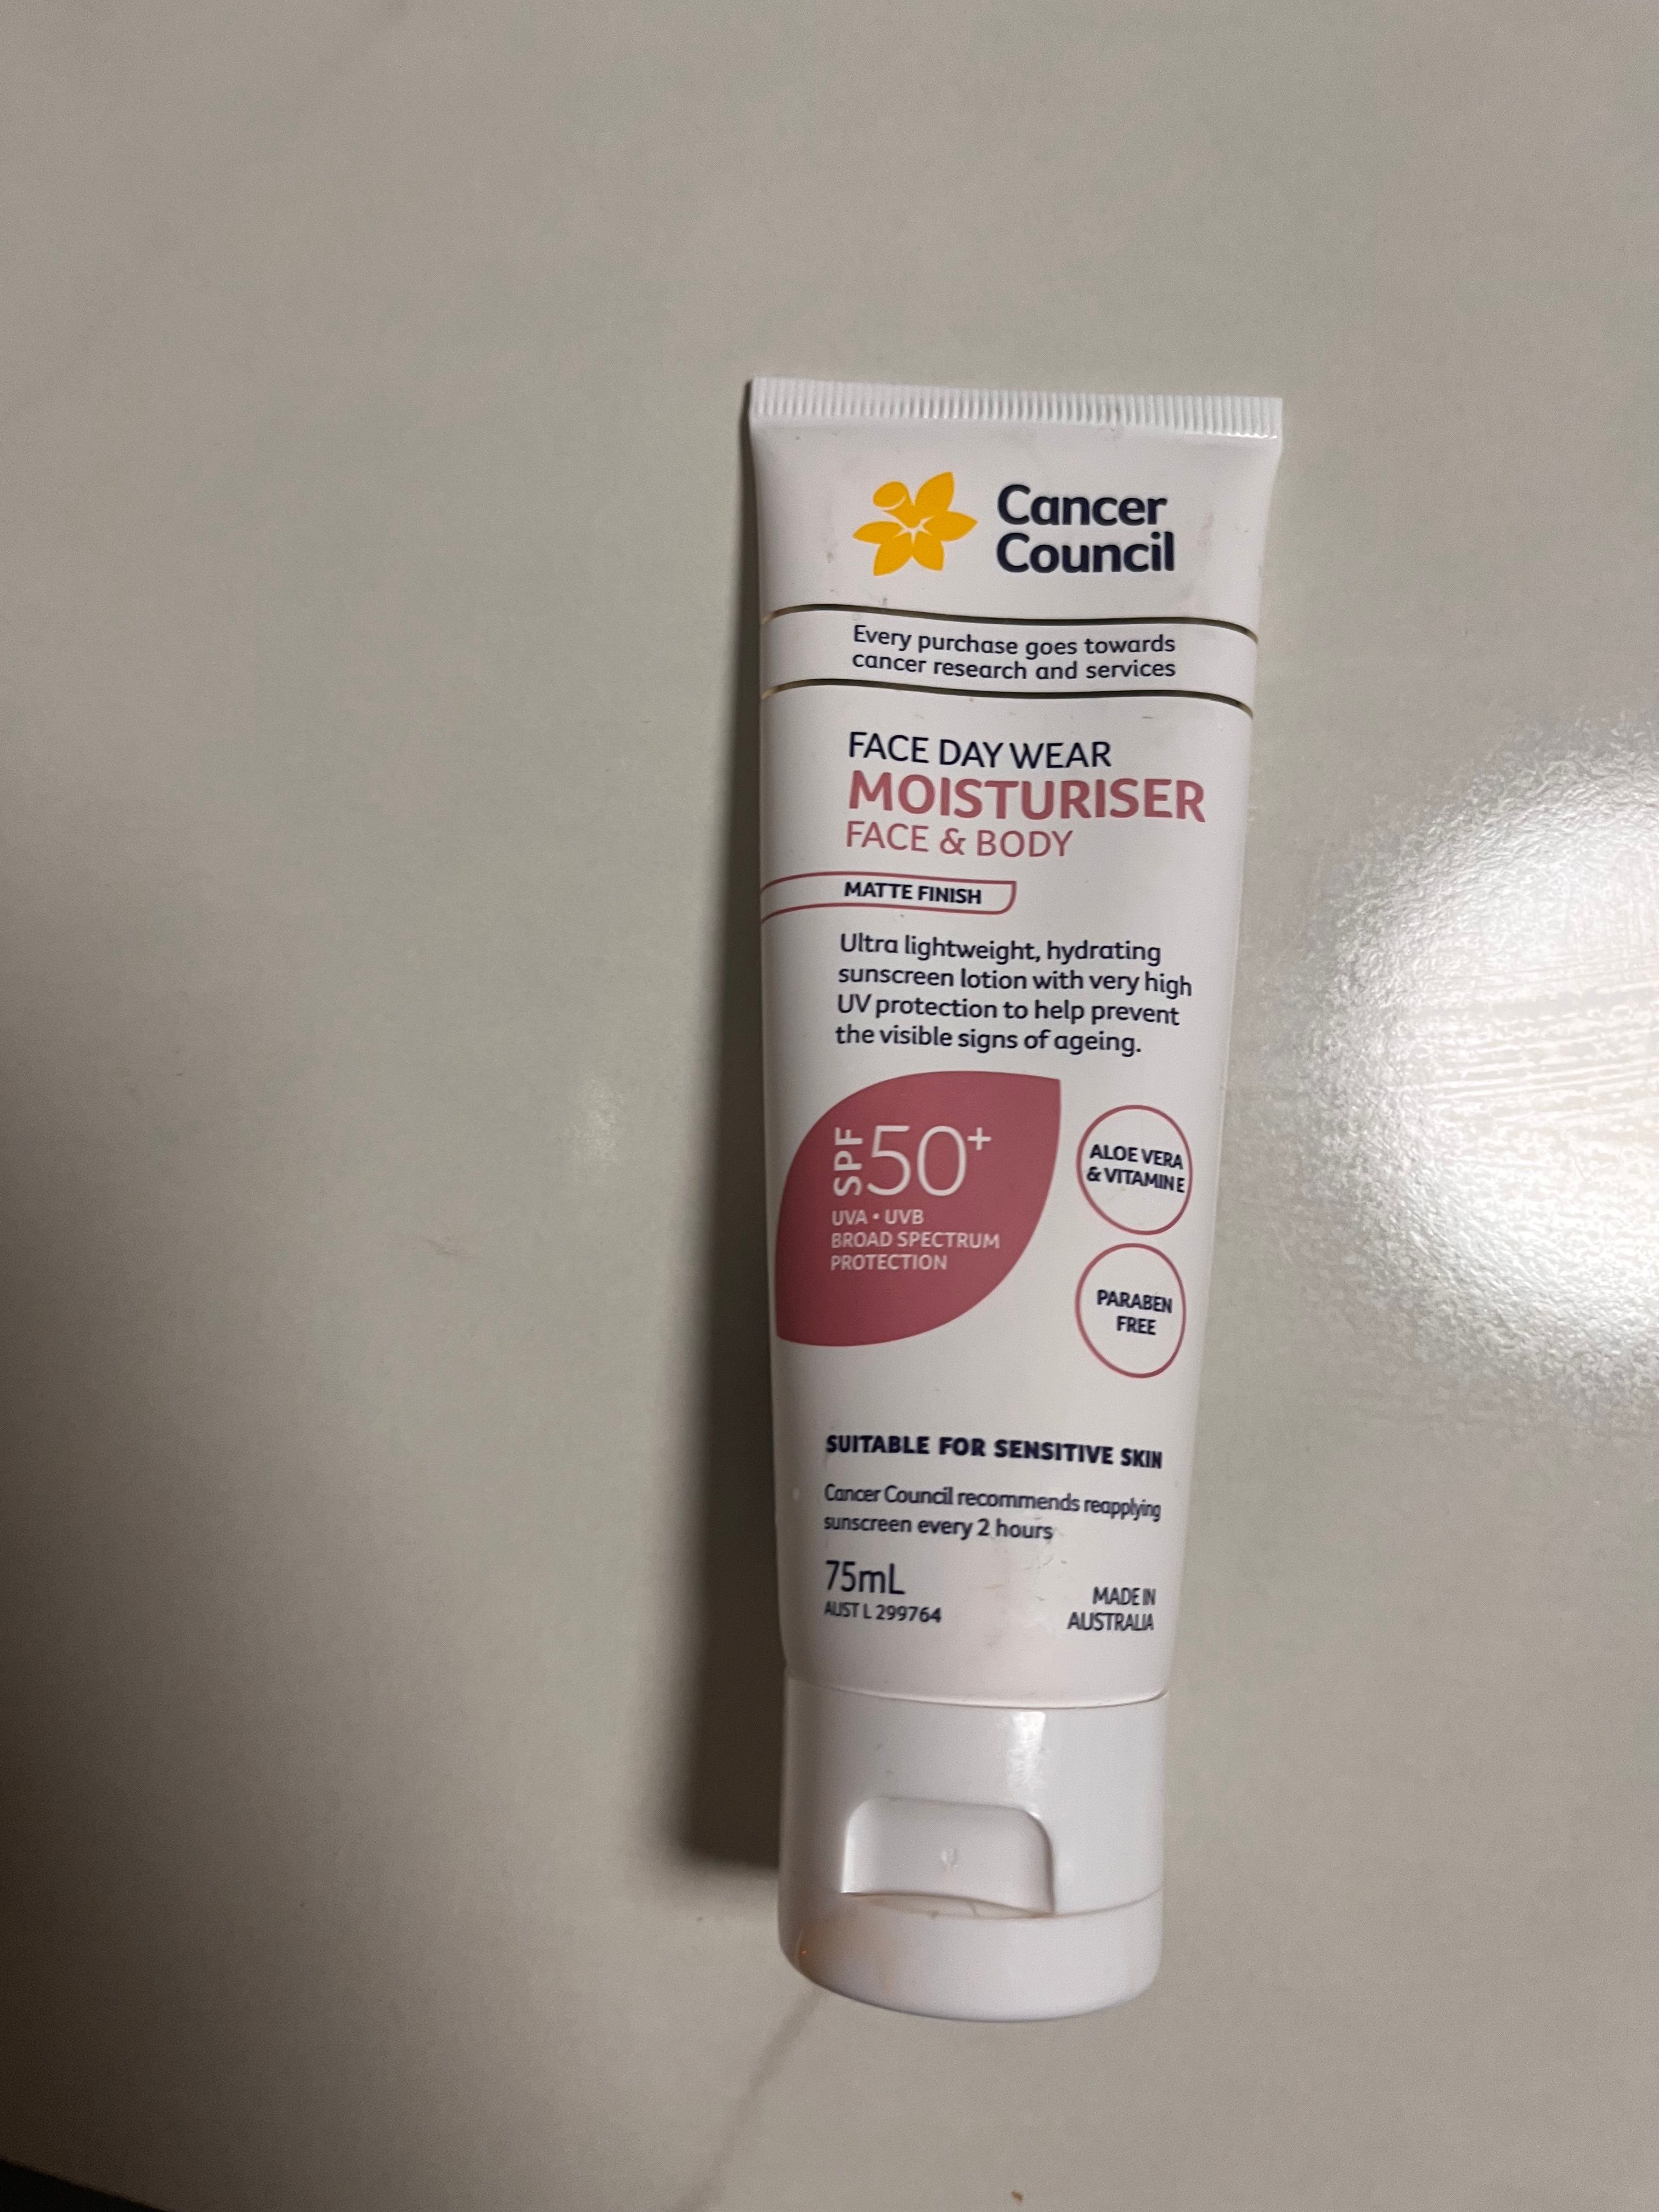 Cancer
Council
Every purchase goes towards
cancer research and services
FACE DAY WEAR
MOISTURISER
FACE & BODY
MATTE FINISH
Ultra lightweight, hydrating
sunscreen lotion with very high
UV protection to help prevent
the visible signs of ageing.
SPF 50+
UVA • UVB
BROAD SPECTRUM
PROTECTION
ALOE VERA
& VITAMIN E
PARABEN
FREE
SUITABLE FOR SENSITIVE SKIN
Cancer Council recommends reapplying
sunscreen every 2 hours
75mL
AUST L 299764
MADE IN
AUSTRALIA